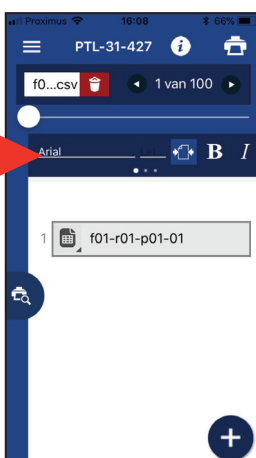 Proximus 16:08 66%
PTL-31-427
f0...csv 1 van 100
Arial B I
1 f01-r01-p01-01